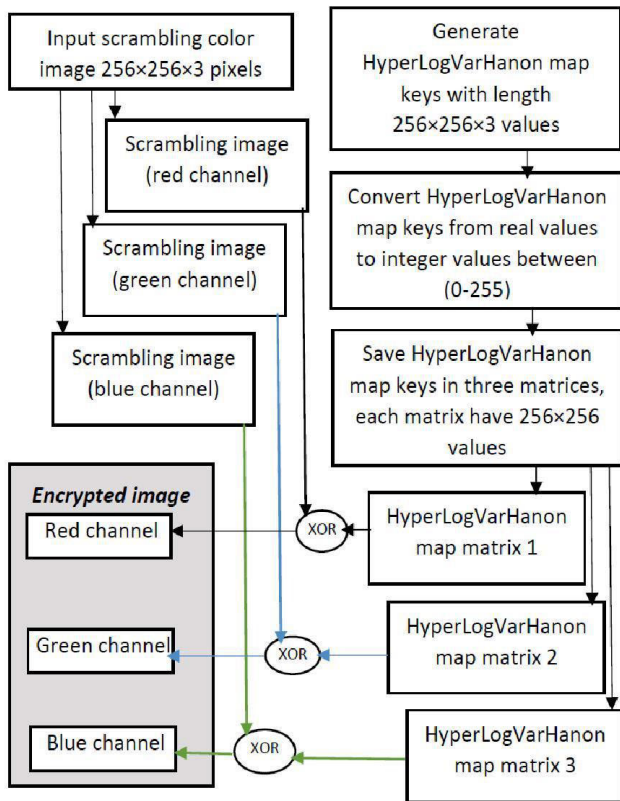 Input scrambling color
image 256×256×3 pixels
Scrambling image
(red channel)
Scrambling image
(green channel)
Scrambling image
(blue channel)
Generate
HyperLogVarHanon map
keys with length
256×256×3 values
Convert HyperLogVarHanon
map keys from real values
to integer values between
(0-255)
Save HyperLogVarHanon
map keys in three matrices,
each matrix have 256×256
values
HyperLogVarHanon
map matrix 1
HyperLogVarHanon
map matrix 2
HyperLogVarHanon
map matrix 3
XOR
XOR
XOR
Encrypted image
Red channel
Green channel
Blue channel